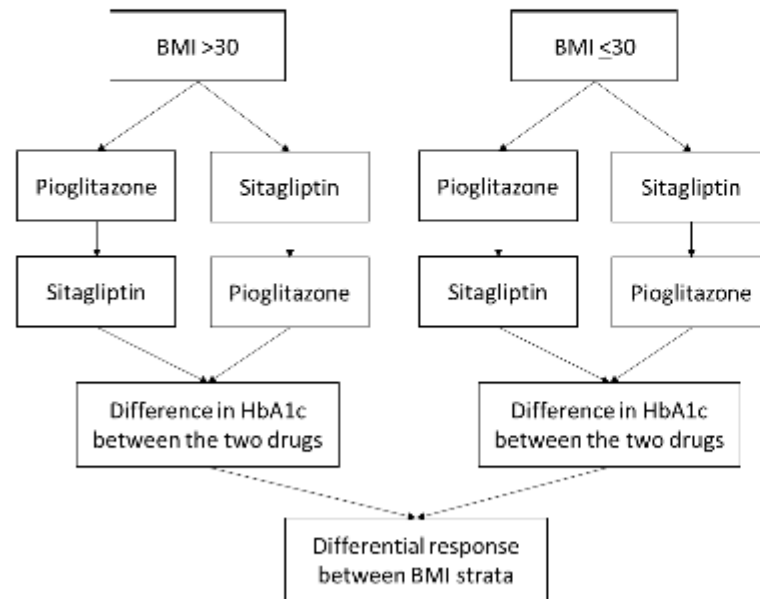 BMI >30
BMI ≤30
Pioglitazone
Sitagliptin
Pioglitazone
Sitagliptin
Sitagliptin
Pioglitazone
Sitagliptin
Pioglitazone
Difference in HbA1c
between the two drugs
Difference in HbA1c
between the two drugs
Differential response
between BMI strata